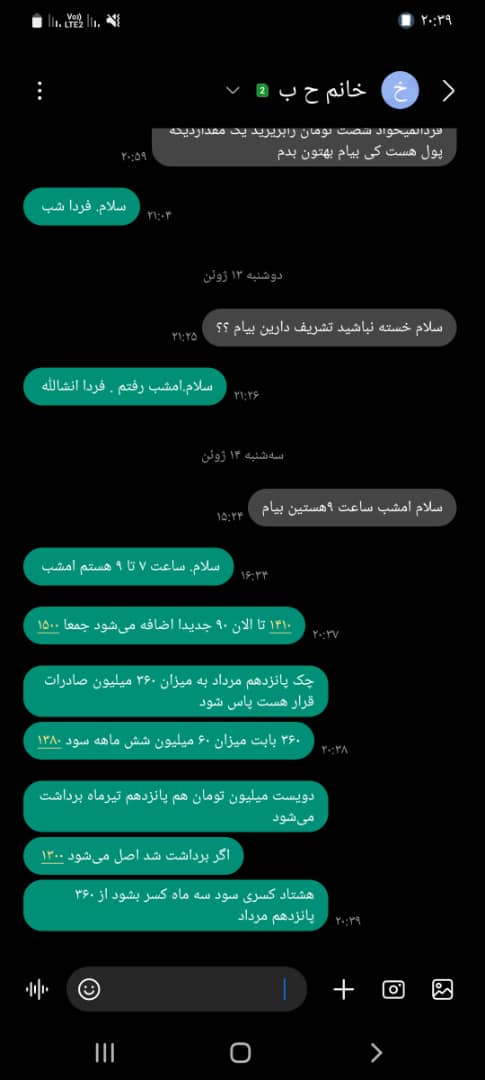 ۲۰:۳۹
Vo))
LTE2
خانم ح ب
2
خ
فردامیخواد شصت تومان رابریزید یک مقداردیگه
پول هست کی بیام بهتون بدم
۲۰:۵۹
سلام. فردا شب
۲۱:۰۴
دوشنبه ۱۳ ژوئن
سلام خسته نباشید تشریف دارین بیام ؟؟
۲۱:۲۵
سلام.امشب رفتم . فردا انشالله
۲۱:۲۶
سه‌شنبه ۱۴ ژوئن
سلام امشب ساعت ۹هستین بیام
۱۵:۲۴
سلام. ساعت ۷ تا ۹ هستم امشب
۱۶:۳۴
۱۴۱۰ تا الان ۹۰ جدیدا اضافه می‌شود جمعا ۱۵۰۰
۲۰:۳۷
چک پانزدهم مرداد به میزان ۳۶۰ میلیون صادرات
قرار هست پاس شود
۳۶۰ بابت میزان ۶۰ میلیون شش ماهه سود ۱۳۸۰
۲۰:۳۸
دویست میلیون تومان هم پانزدهم تیرماه برداشت
می‌شود
اگر برداشت شد اصل می‌شود ۱۳۰۰
هشتاد کسری سود سه ماه کسر بشود از ۳۶۰
پانزدهم مرداد
۲۰:۳۹